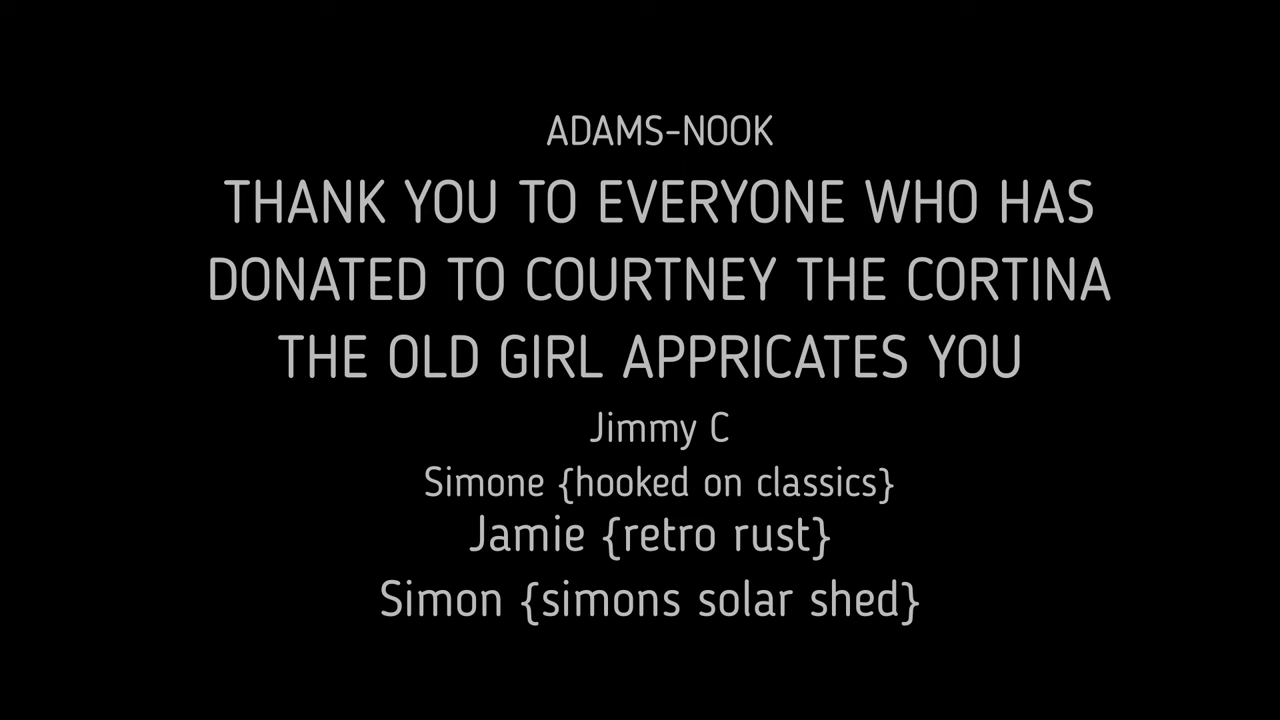 ADAMS-NOOK
THANK YOU TO EVERYONE WHO HAS
DONATED TO COURTNEY THE CORTINA
THE OLD GIRL APPRICATES YOU
Jimmy C
Simone {hooked on classics}
Jamie {retro rust}
Simon {simons solar shed}